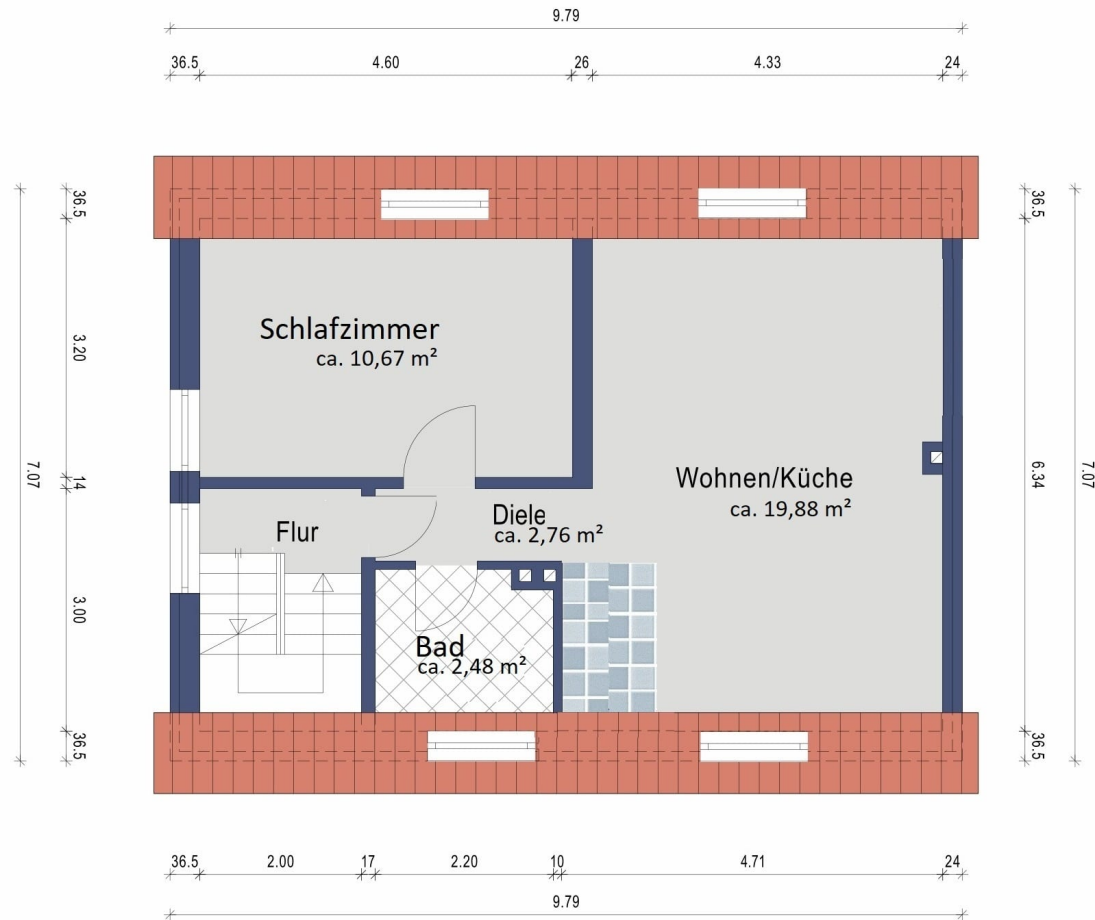 9.79
36.5 4.60 26 4.33 24
36.5
3.20
14
3.00
36.5
7.07
36.5
6.34
36.5
7.07
Schlafzimmer
ca. 10,67 m²
Wohnen/Küche
ca. 19,88 m²
Flur
Diele
ca. 2,76 m²
Bad
ca. 2,48 m²
36.5 2.00 17 2.20 10 4.71 24
9.79